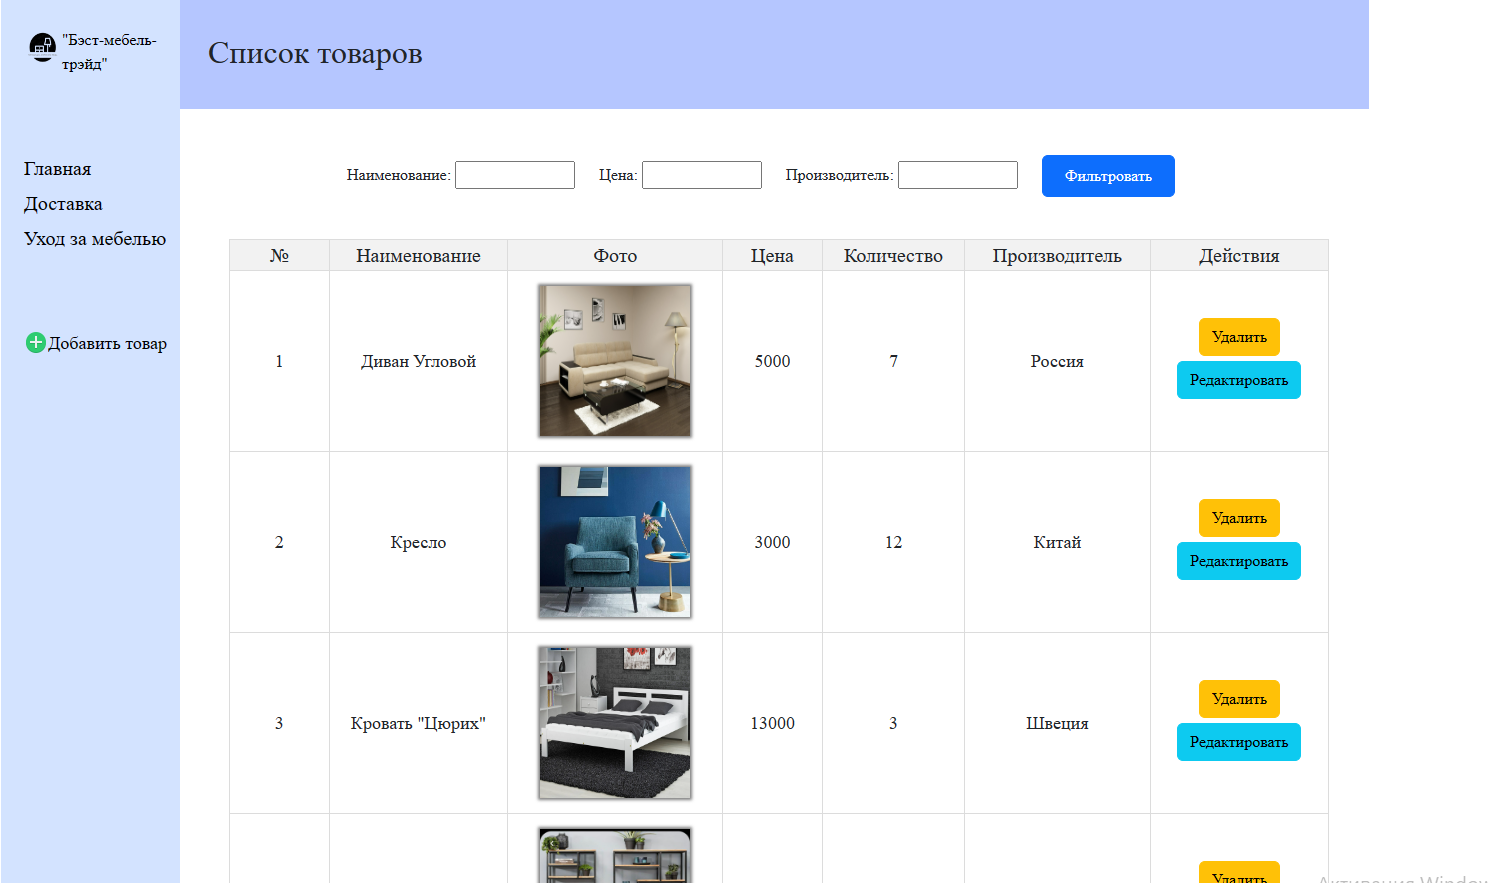 "Бэст-мебель-
трэйд"
Список товаров
Главная
Доставка
Уход за мебелью
Добавить товар
Наименование: Цена: Производитель: Фильтровать
№ Наименование Фото Цена Количество Производитель Действия
1 Диван Угловой 5000 7 Россия Удалить
Редактировать
2 Кресло 3000 12 Китай Удалить
Редактировать
3 Кровать "Цюрих" 13000 3 Швеция Удалить
Редактировать
Удалить
Активация Window